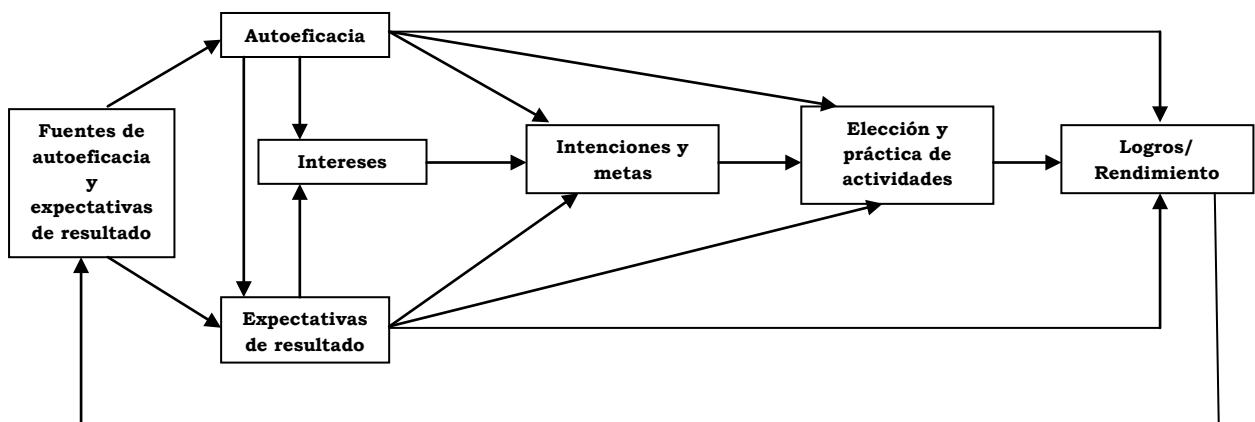 Autoeficacia
Fuentes de
autoeficacia
y
expectativas
de resultado
Intereses
Intenciones y
metas
Elección y
práctica de
actividades
Logros/
Rendimiento
Expectativas
de resultado